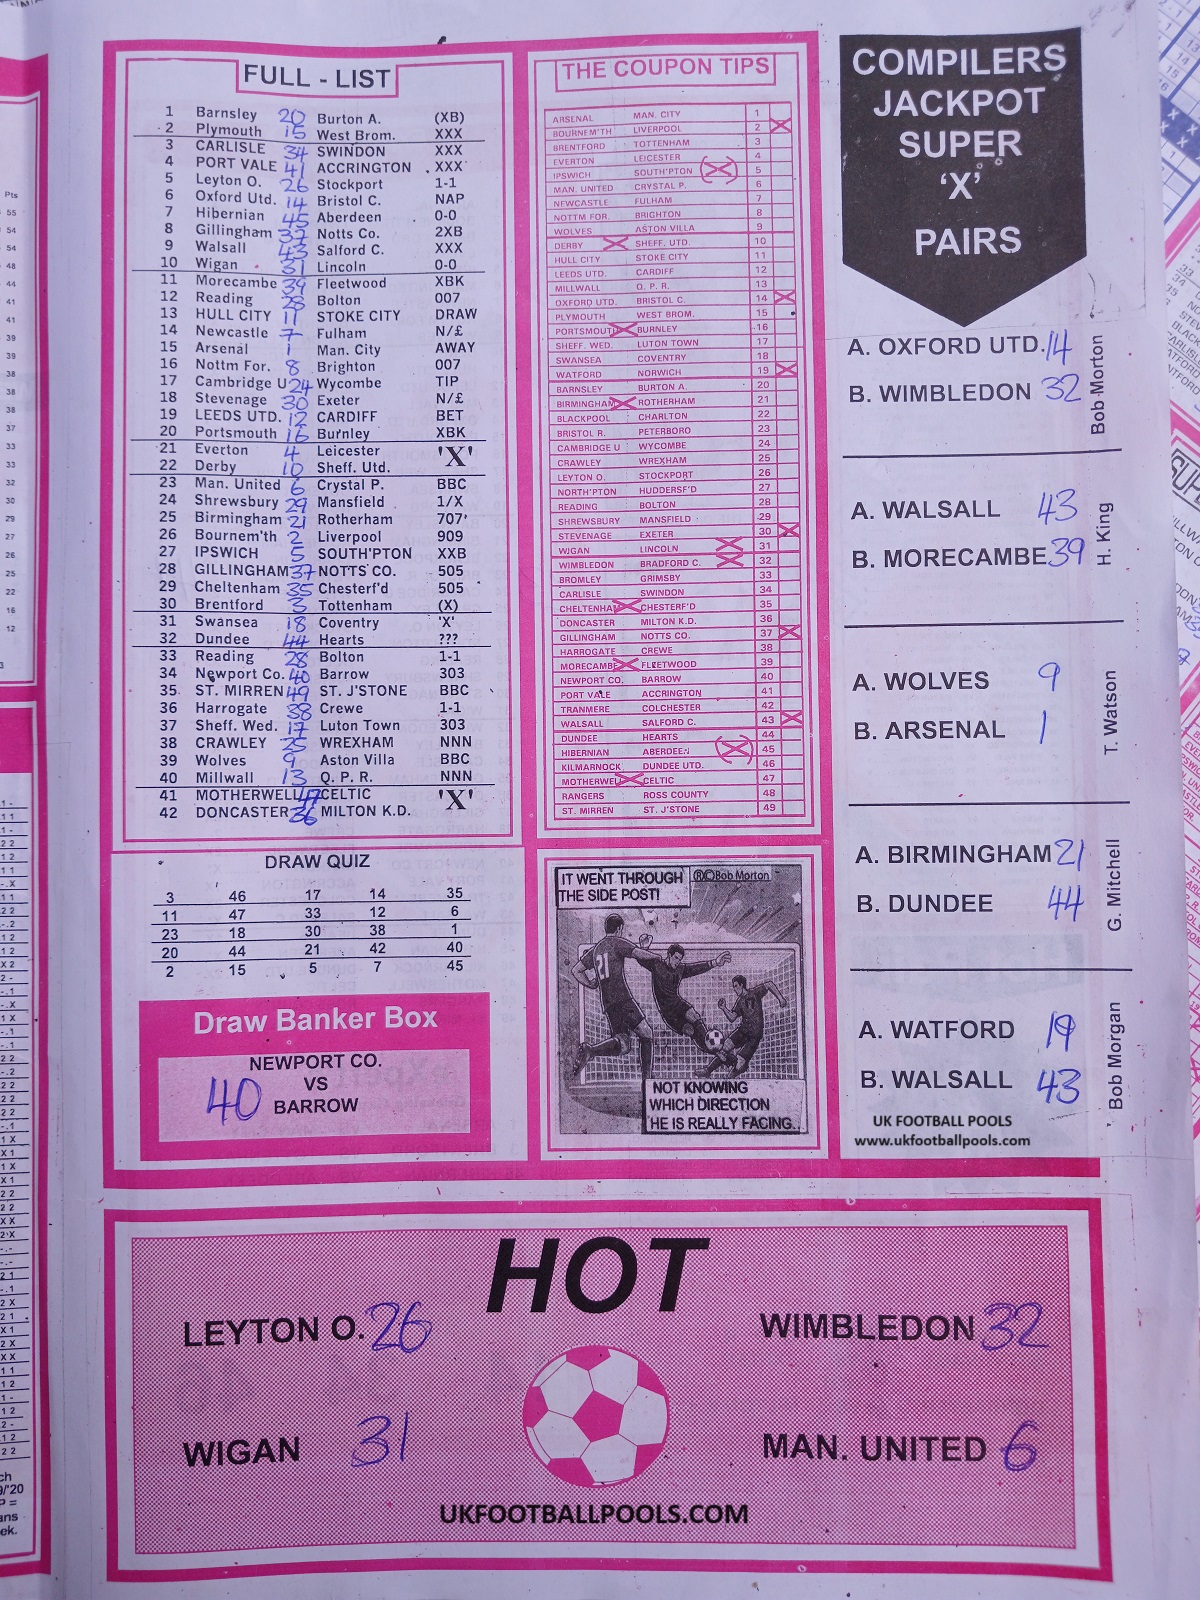 FULL - LIST
1 Barnsley 20 Burton A. (XB)
2 Plymouth 15 West Brom. XXX
3 CARLISLE 34 SWINDON XXX
4 PORT VALE 41 ACCRINGTON XXX
5 Leyton O. 26 Stockport 1-1
6 Oxford Utd. 14 Bristol C. NAP
7 Hibernian 45 Aberdeen 0-0
8 Gillingham 37 Notts Co. 2XB
9 Walsall 43 Salford C. XXX
10 Wigan 31 Lincoln 0-0
11 Morecambe 39 Fleetwood XBK
12 Reading 28 Bolton 007
13 HULL CITY 11 STOKE CITY DRAW
14 Newcastle 7 Fulham N/£
15 Arsenal 1 Man. City AWAY
16 Nottm For. 8 Brighton 007
17 Cambridge U 24 Wycombe TIP
18 Stevenage 30 Exeter N/£
19 LEEDS UTD. 12 CARDIFF BET
20 Portsmouth 16 Burnley XBK
21 Everton 4 Leicester 'X'
22 Derby 10 Sheff. Utd.
23 Man. United 6 Crystal P. BBC
24 Shrewsbury 29 Mansfield 1/X
25 Birmingham 21 Rotherham 707'
26 Bournem'th 2 Liverpool 909
27 IPSWICH 5 SOUTH'PTON XXB
28 GILLINGHAM 37 NOTTS CO. 505
29 Cheltenham 35 Chesterf'd 505
30 Brentford 3 Tottenham (X)
31 Swansea 18 Coventry 'X'
32 Dundee 44 Hearts ???
33 Reading 28 Bolton 1-1
34 Newport Co. 40 Barrow 303
35 ST. MIRREN 49 ST. J'STONE BBC
36 Harrogate 38 Crewe 1-1
37 Sheff. Wed. 17 Luton Town 303
38 CRAWLEY 25 WREXHAM NNN
39 Wolves 9 Aston Villa BBC
40 Millwall 13 Q. P. R. NNN
41 MOTHERWELL 47 CELTIC 'X'
42 DONCASTER 36 MILTON K.D.
THE COUPON TIPS
ARSENAL MAN. CITY 1
BOURNEM'TH LIVERPOOL 2 X
BRENTFORD TOTTENHAM 3
EVERTON LEICESTER 4
IPSWICH SOUTH'PTON (X) 5
MAN. UNITED CRYSTAL P. 6
NEWCASTLE FULHAM 7
NOTTM FOR. BRIGHTON 8
WOLVES ASTON VILLA 9
DERBY X SHEFF. UTD. 10
HULL CITY STOKE CITY 11
LEEDS UTD. CARDIFF 12
MILLWALL Q. P. R. 13
OXFORD UTD. BRISTOL C. 14 X
PLYMOUTH WEST BROM. 15
PORTSMOUTH X BURNLEY 16
SHEFF. WED. LUTON TOWN 17
SWANSEA COVENTRY 18
WATFORD NORWICH 19 X
BARNSLEY BURTON A. 20
BIRMINGHAM X ROTHERHAM 21
BLACKPOOL CHARLTON 22
BRISTOL R. PETERBORO 23
CAMBRIDGE U WYCOMBE 24
CRAWLEY WREXHAM 25
LEYTON O. STOCKPORT 26
NORTH'PTON HUDDERSF'D 27
READING BOLTON 28
SHREWSBURY MANSFIELD 29
STEVENAGE EXETER 30 X
WIGAN LINCOLN X 31
WIMBLEDON BRADFORD C. X 32
BROMLEY GRIMSBY 33
CARLISLE SWINDON 34
CHELTENHAM X CHESTERF'D 35
DONCASTER MILTON K.D. 36
GILLINGHAM NOTTS CO. 37 X
HARROGATE CREWE 38
MORECAMBE X FLEETWOOD 39
NEWPORT CO. BARROW 40
PORT VALE ACCRINGTON 41
TRANMERE COLCHESTER 42
WALSALL SALFORD C. 43 X
DUNDEE HEARTS 44
HIBERNIAN ABERDEEN (X) 45
KILMARNOCK DUNDEE UTD. 46
MOTHERWELL X CELTIC 47
RANGERS ROSS COUNTY 48
ST. MIRREN ST. J'STONE 49
COMPILERS
JACKPOT
SUPER
'X'
PAIRS
A. OXFORD UTD. 14
B. WIMBLEDON 32
Bob Morton
A. WALSALL 43
B. MORECAMBE 39
H. King
A. WOLVES 9
B. ARSENAL 1
T. Watson
A. BIRMINGHAM 21
B. DUNDEE 44
G. Mitchell
A. WATFORD 19
B. WALSALL 43
Bob Morgan
UK FOOTBALL POOLS
www.ukfootballpools.com
DRAW QUIZ
3 46 17 14 35
11 47 33 12 6
23 18 30 38 1
20 44 21 42 40
2 15 5 7 45
Draw Banker Box
NEWPORT CO.
40 VS
BARROW
IT WENT THROUGH
THE SIDE POST!
®©Bob Morton
21
NOT KNOWING
WHICH DIRECTION
HE IS REALLY FACING..
HOT
LEYTON O. 26
WIMBLEDON 32
WIGAN 31
MAN. UNITED 6
UKFOOTBALLPOOLS.COM